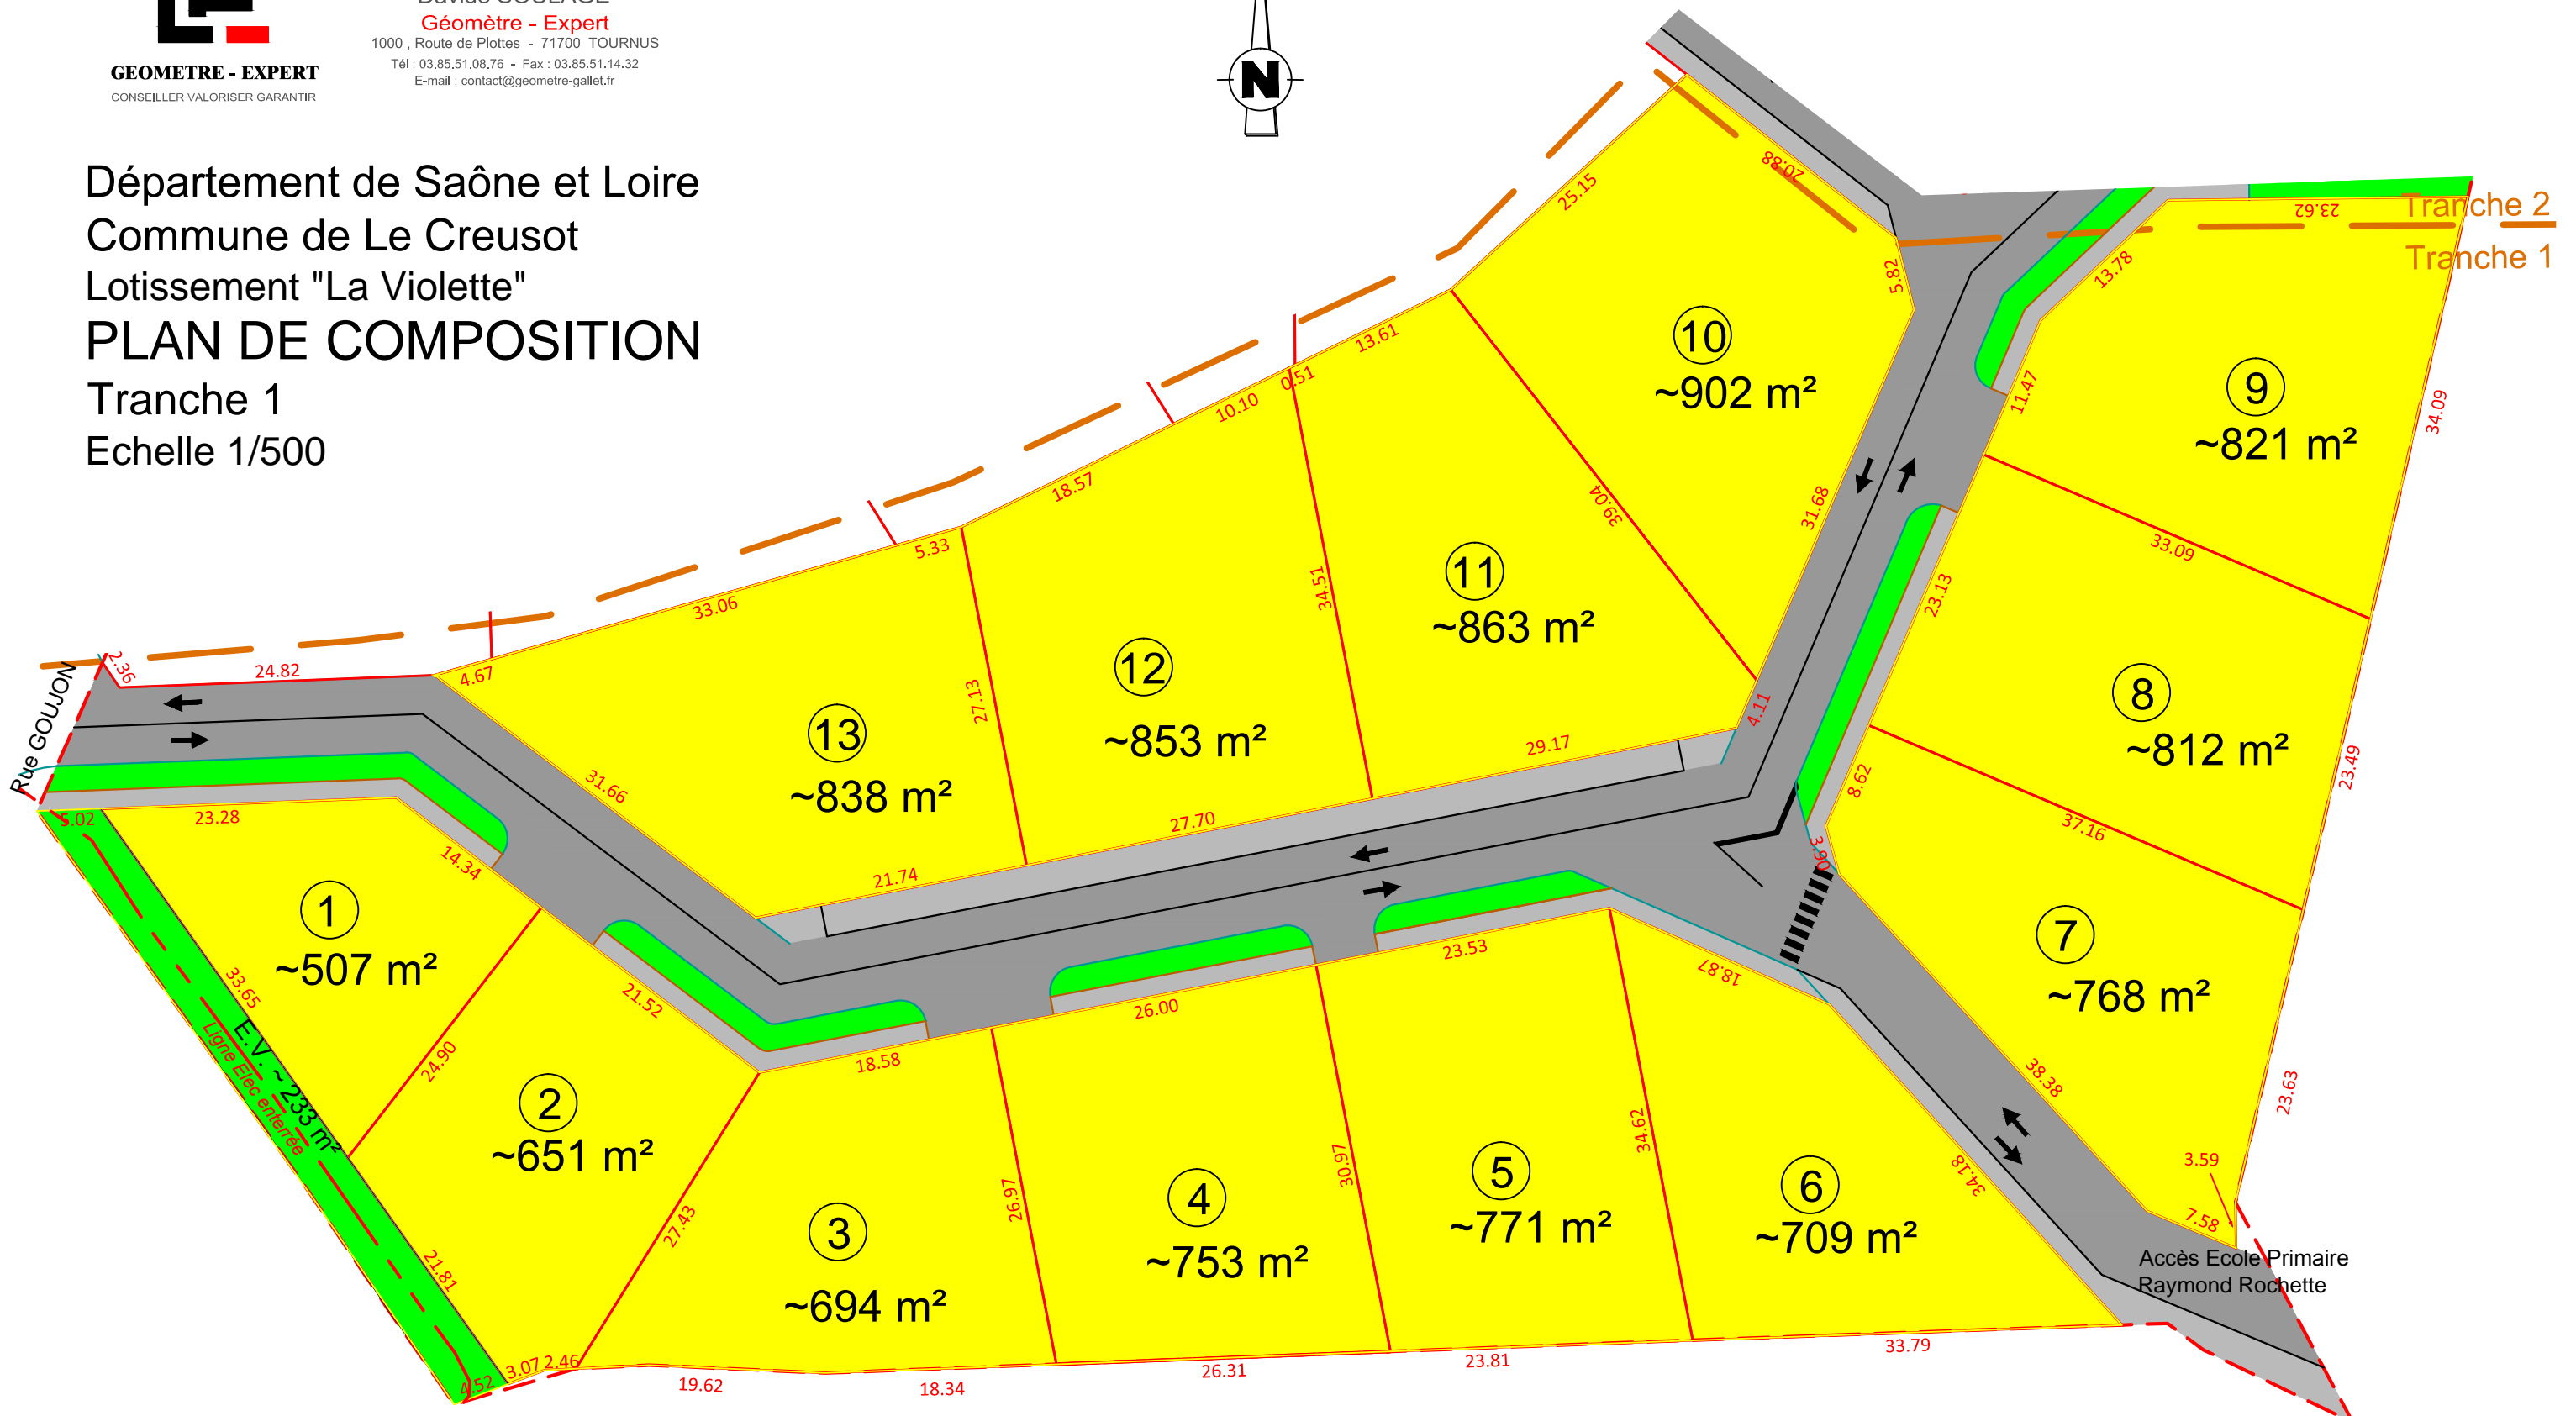 GEOMETRE - EXPERT
CONSEILLER VALORISER GARANTIR
Géomètre - Expert
1000 , Route de Plottes - 71700 TOURNUS
Tél : 03.85.51.08.76 - Fax : 03.85.51.14.32
E-mail : contact@geometre-gallet.fr
N
Département de Saône et Loire
Commune de Le Creusot
Lotissement "La Violette"
PLAN DE COMPOSITION
Tranche 1
Echelle 1/500
Tranche 2
Tranche 1
20.88
23.62
25.15
5.82
13.78
10
~902 m²
13.61
0.51
10.10
11.47
9
~821 m²
34.09
18.57
39.04
31.68
5.33
33.06
34.51
11
~863 m²
33.09
23.13
Rue GOUJON
2.36
24.82
4.67
27.13
12
~853 m²
4.11
8
~812 m²
13
~838 m²
31.66
29.17
8.62
23.49
5.02
23.28
27.70
37.16
14.34
21.74
3.90
1
~507 m²
23.53
18.87
7
~768 m²
33.65
21.52
26.00
E.V. ~ 233 m²
Ligne Elec enterrée
24.90
18.58
38.38
23.63
2
~651 m²
34.62
30.97
26.97
5
~771 m²
6
~709 m²
34.18
3.59
7.58
4
~753 m²
3
~694 m²
27.43
21.81
Accès Ecole Primaire
Raymond Rochette
4.52
3.07
2.46
19.62
18.34
26.31
23.81
33.79